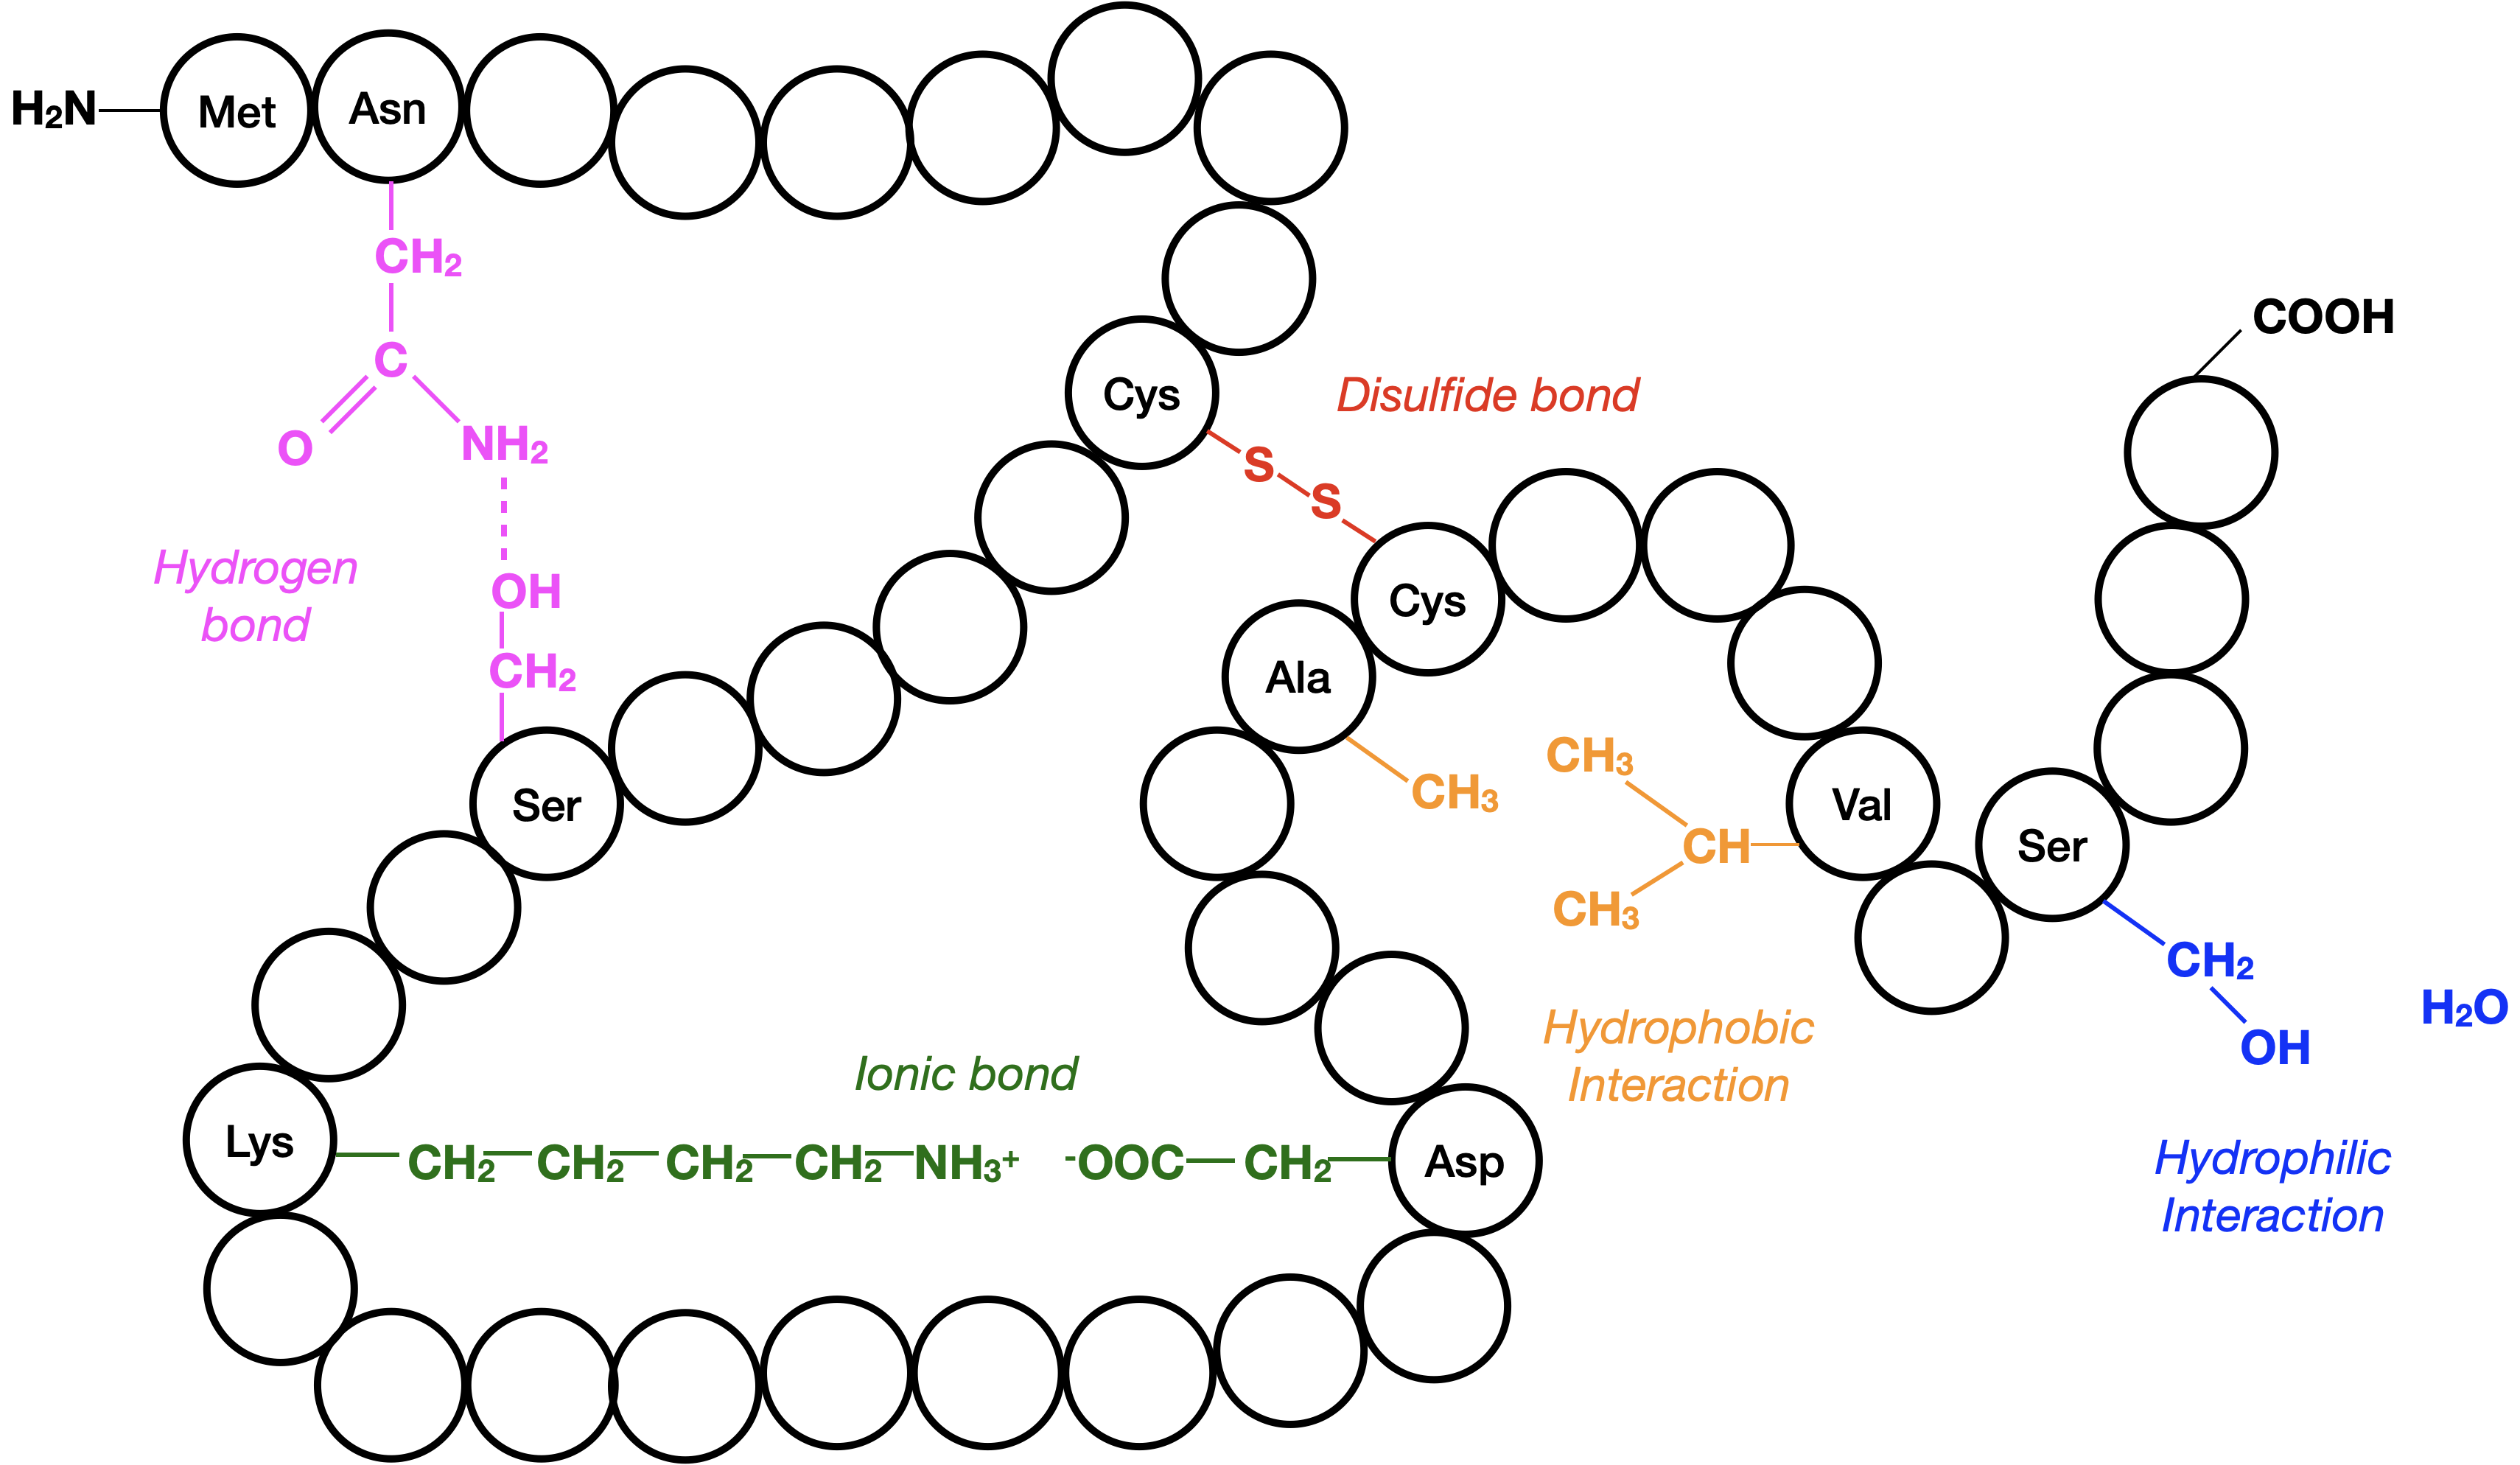 H2N
Met
Asn
CH2
C
O
NH2
Hydrogen
bond
OH
CH2
Ser
Cys
Disulfide bond
S
S
Cys
Ala
CH3
CH3
CH
CH3
Val
Ser
COOH
CH2
OH
H2O
Hydrophobic
Interaction
Hydrophilic
Interaction
Ionic bond
Lys
CH2 CH2 CH2 CH2 NH3+ -OOC CH2
Asp